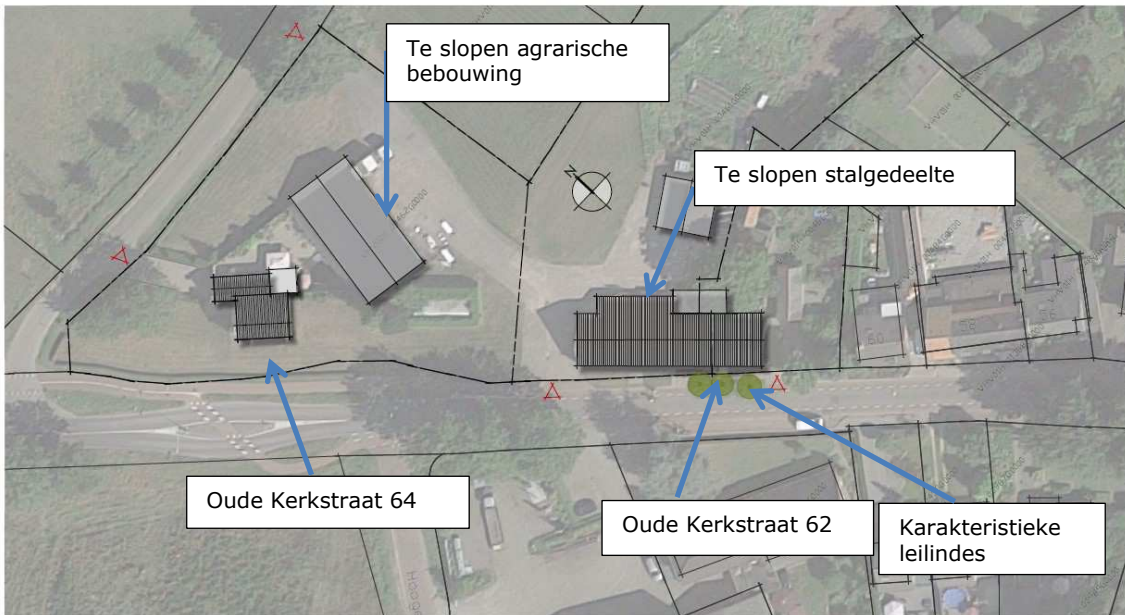 Te slopen agrarische
bebouwing
N
Te slopen stalgedeelte
Oude Kerkstraat 64
Oude Kerkstraat 62
Karakteristieke
leilindes